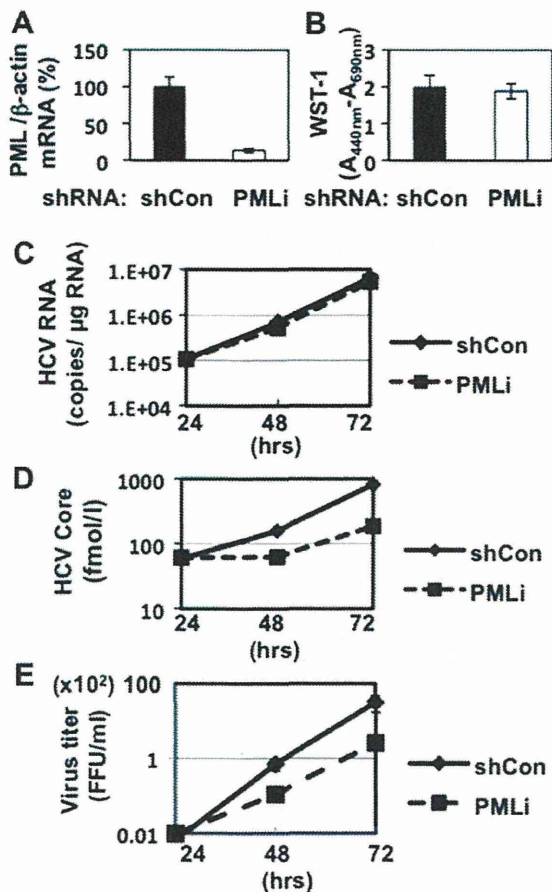 A
PML /β-actin
mRNA (%)
150
100
50
0
shRNA: shCon PMLi
B
WST-1
(A440nm-A690nm)
3
2
1
0
shRNA: shCon PMLi
C
HCV RNA
(copies/ µg RNA)
1.E+07
1.E+06
1.E+05
1.E+04
24 48 72
(hrs)
shCon
PMLi
D
HCV Core
(fmol/l)
1000
100
10
24 48 72
(hrs)
shCon
PMLi
E
(x10²)
Virus titer
(FFU/ml)
100
1
0.01
24 48 72
(hrs)
shCon
PMLi